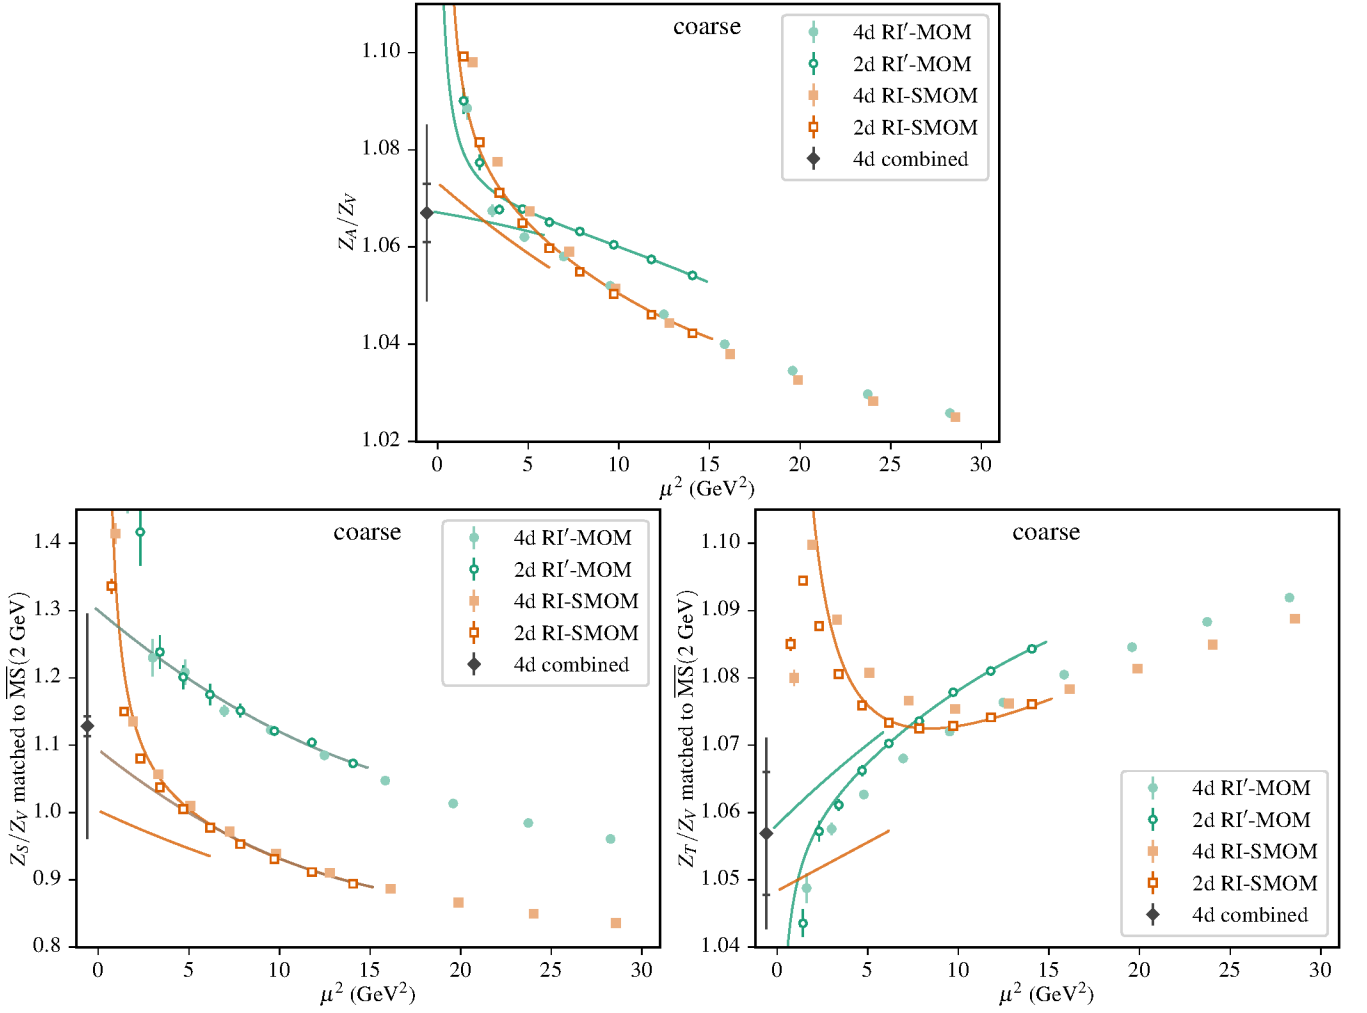 coarse
4d RI′-MOM
2d RI′-MOM
4d RI-SMOM
2d RI-SMOM
4d combined
Z_A/Z_V
1.10
1.08
1.06
1.04
1.02
0 5 10 15 20 25 30
μ² (GeV²)
coarse
4d RI′-MOM
2d RI′-MOM
4d RI-SMOM
2d RI-SMOM
4d combined
Z_S/Z_V matched to M̅S̅(2 GeV)
1.4
1.3
1.2
1.1
1.0
0.9
0.8
0 5 10 15 20 25 30
μ² (GeV²)
coarse
Z_T/Z_V matched to M̅S̅(2 GeV)
1.10
1.09
1.08
1.07
1.06
1.05
1.04
4d RI′-MOM
2d RI′-MOM
4d RI-SMOM
2d RI-SMOM
4d combined
0 5 10 15 20 25 30
μ² (GeV²)